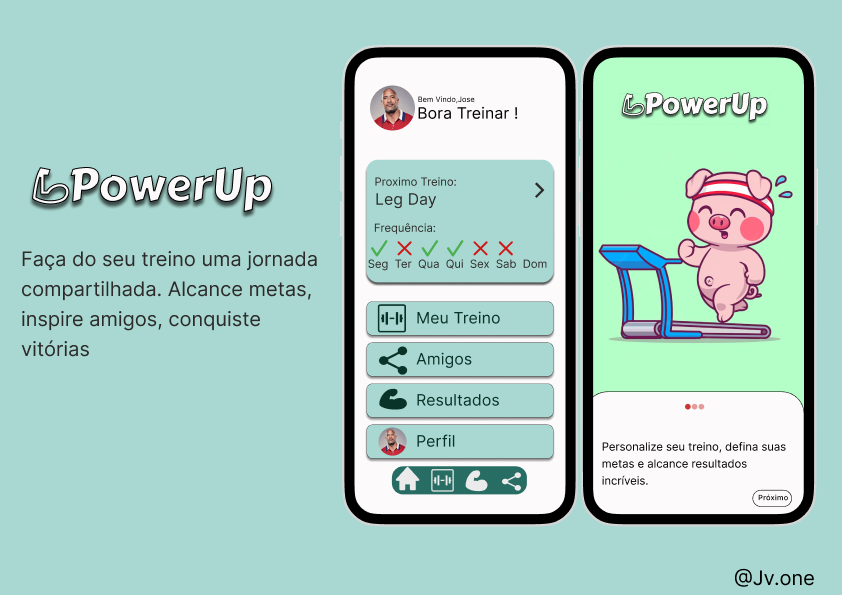 PowerUp
Faça do seu treino uma jornada
compartilhada. Alcance metas,
inspire amigos, conquiste
vitórias
Bem Vindo,Jose
Bora Treinar !
Proximo Treino:
Leg Day
Frequência:
Seg Ter Qua Qui Sex Sab Dom
Meu Treino
Amigos
Resultados
Perfil
PowerUp
Personalize seu treino, defina suas
metas e alcance resultados
incríveis.
Próximo
@Jv.one